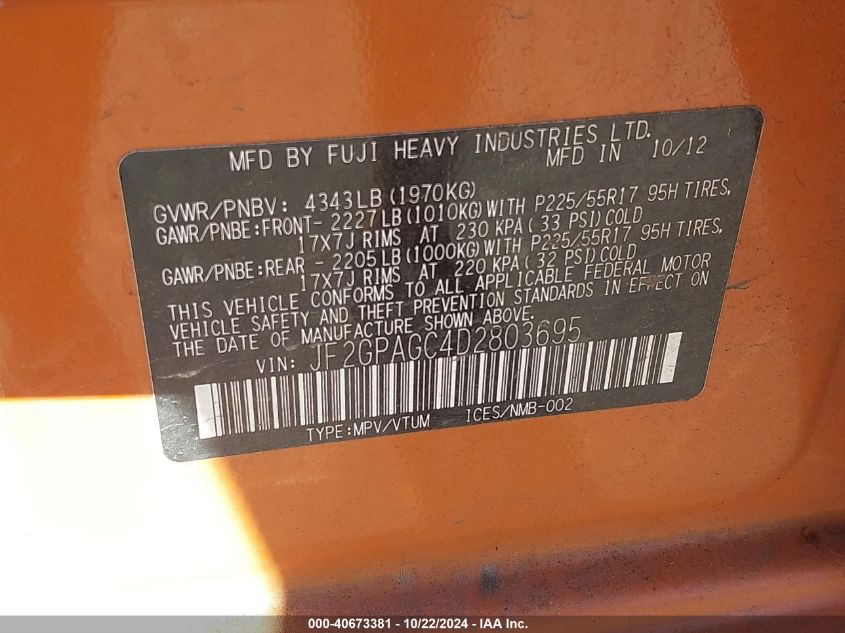 MFD BY FUJI HEAVY INDUSTRIES LTD.
MFD IN 10/12
GVWR/PNBV: 4343LB (1970KG)
GAWR/PNBE:FRONT- 2227LB(1010KG)WITH P225/55R17 95H TIRES,
17X7J RIMS AT 230 KPA(33 PSI)COLD
GAWR/PNBE:REAR - 2205LB(1000KG)WITH P225/55R17 95H TIRES,
17X7J RIMS AT 220 KPA(32 PSI)COLD
THIS VEHICLE CONFORMS TO ALL APPLICABLE FEDERAL MOTOR
VEHICLE SAFETY AND THEFT PREVENTION STANDARDS IN EFFECT ON
THE DATE OF MANUFACTURE SHOWN ABOVE.
VIN: JF2GPAGC4D2803695
TYPE:MPV/VTUM ICES/NMB-002
000-40673381 - 10/22/2024 - IAA Inc.